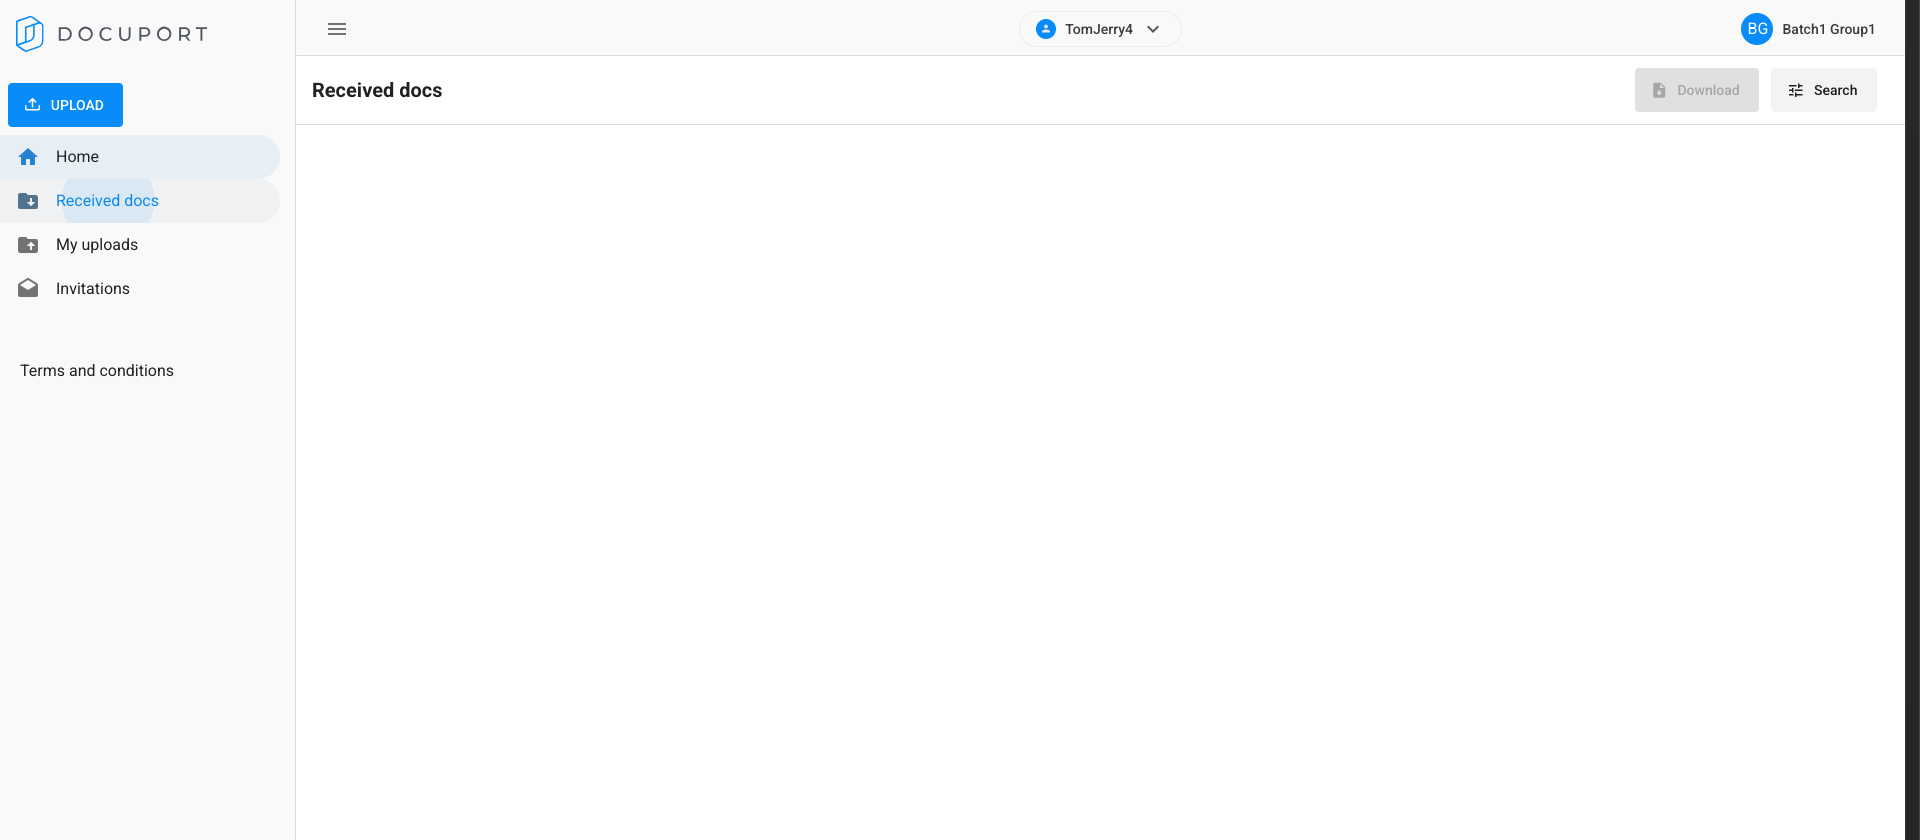 DOCUPORT
TomJerry4
BG Batch1 Group1
UPLOAD
Home
Received docs
My uploads
Invitations
Terms and conditions
Received docs
Download
Search